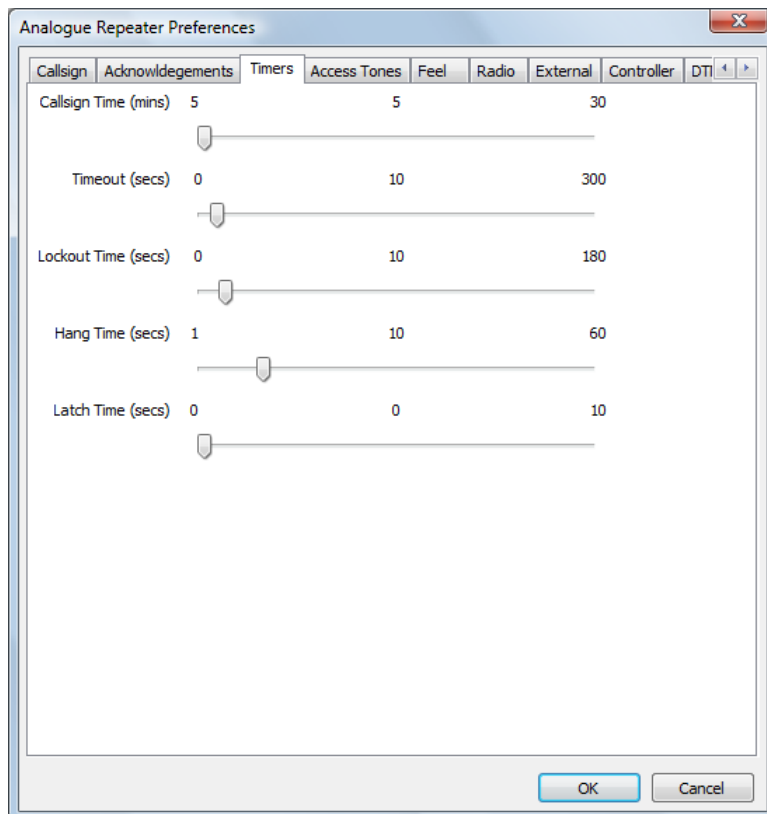 Analogue Repeater Preferences
Callsign Acknowldegements Timers Access Tones Feel Radio External Controller
Callsign Time (mins) 5 5 30
Timeout (secs) 0 10 300
Lockout Time (secs) 0 10 180
Hang Time (secs) 1 10 60
Latch Time (secs) 0 0 10
OK Cancel